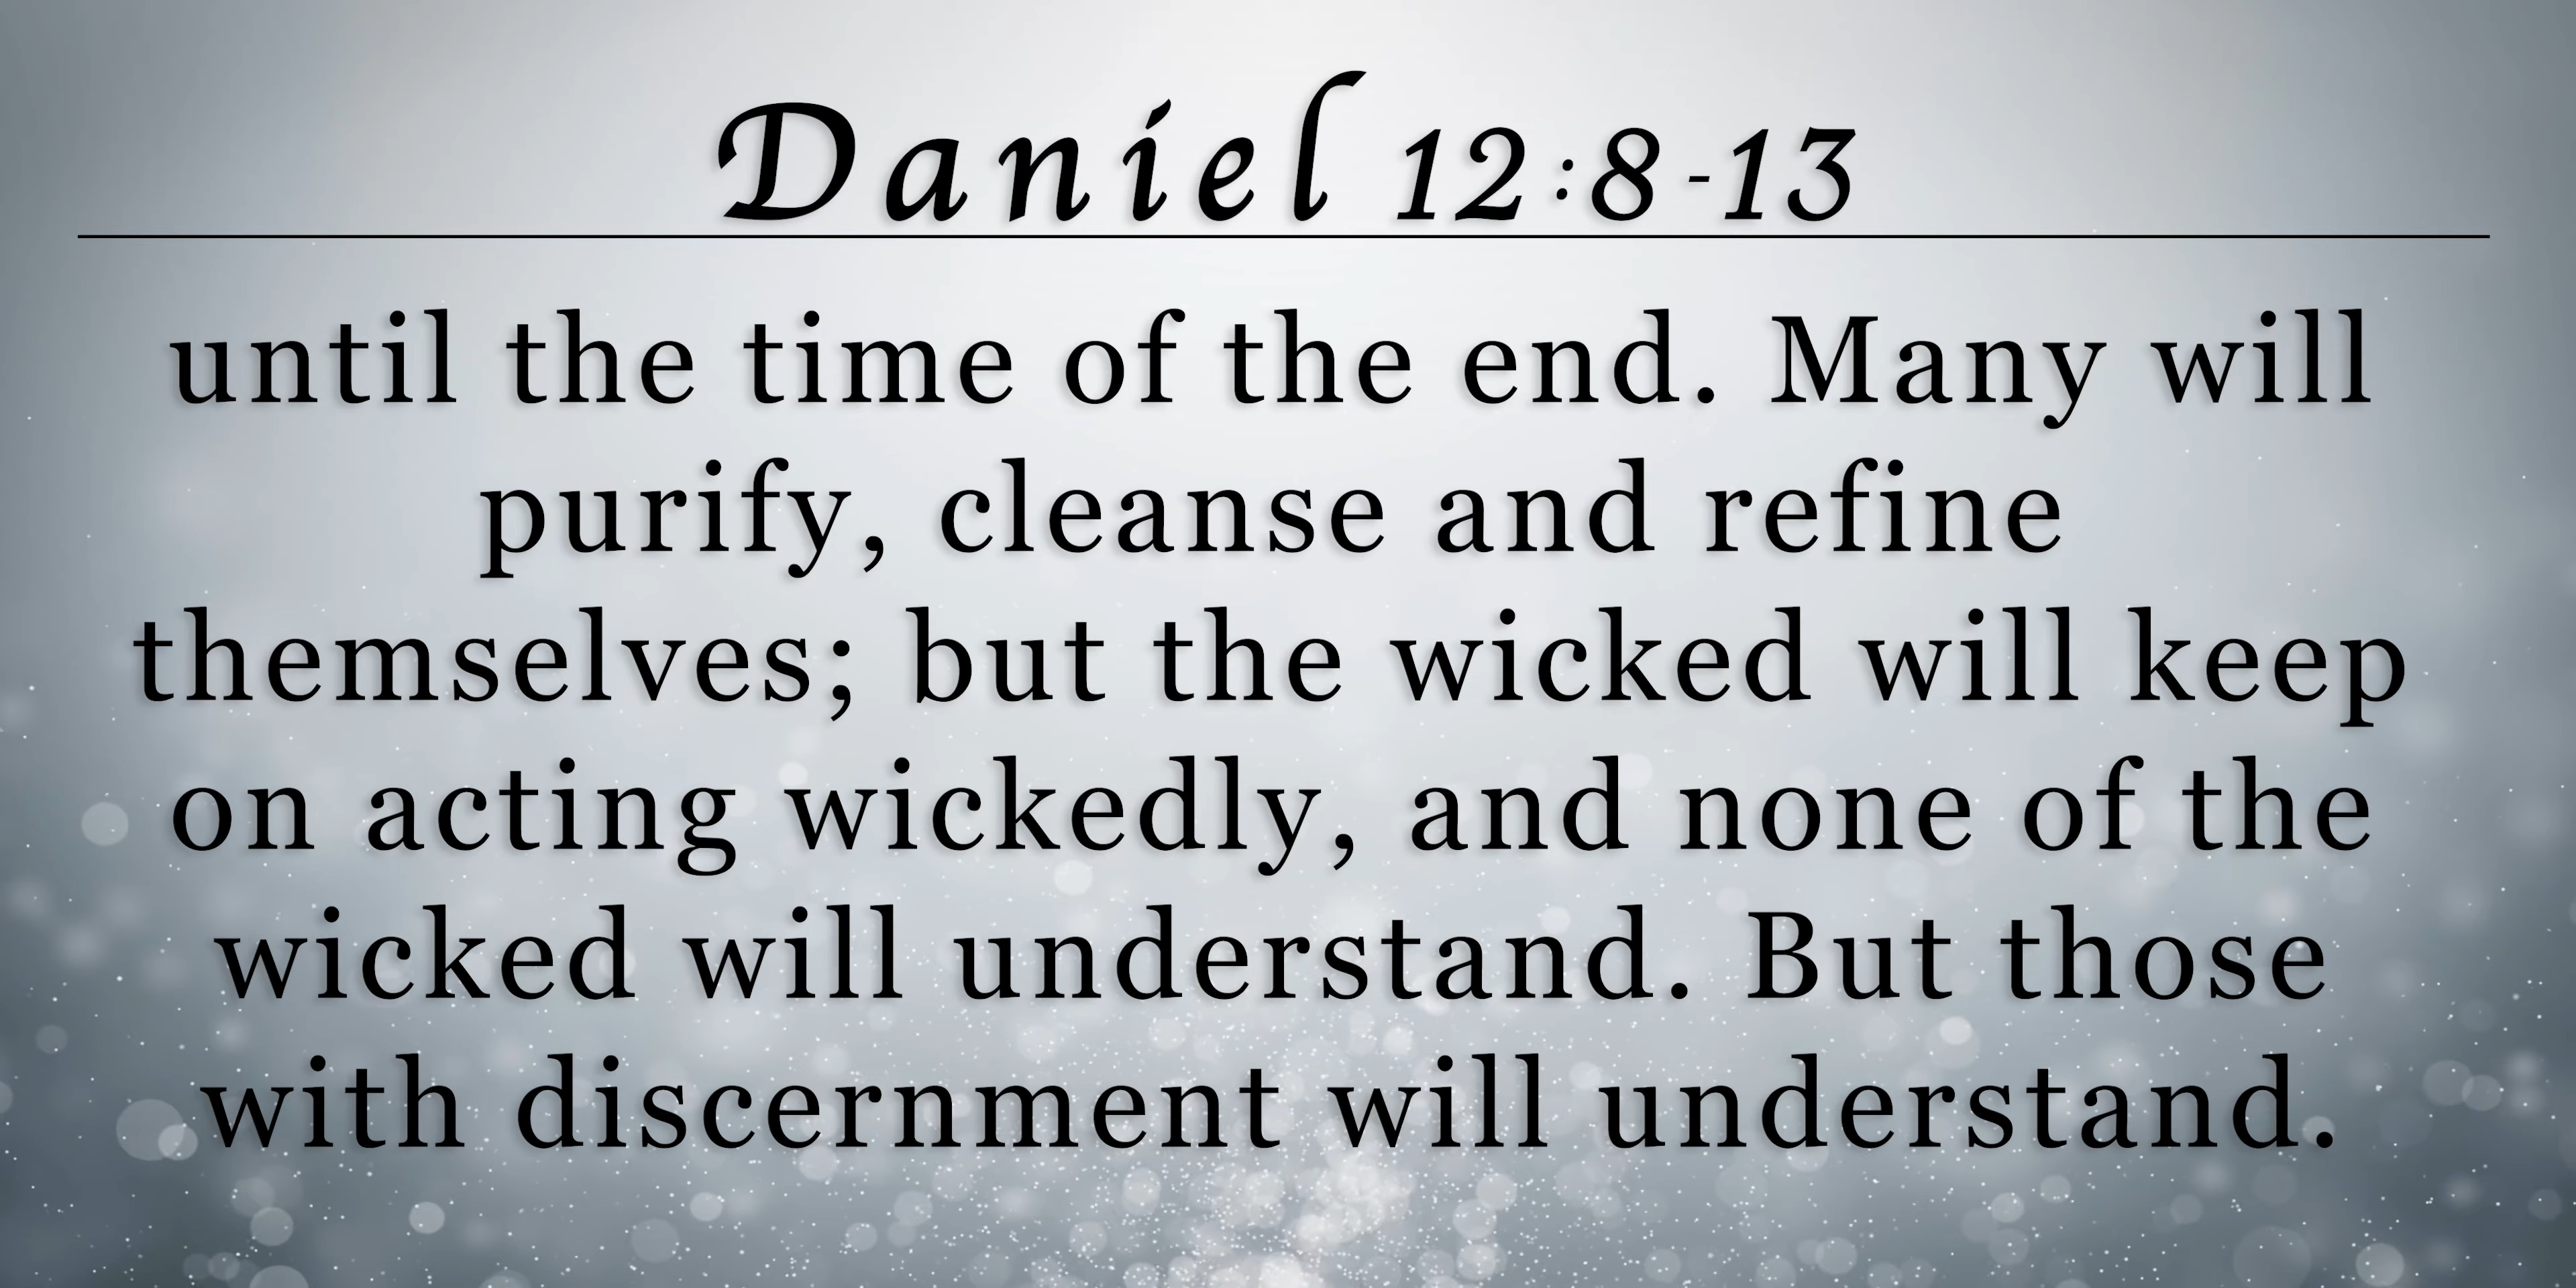 Daniel 12:8-13
until the time of the end. Many will
purify, cleanse and refine
themselves; but the wicked will keep
on acting wickedly, and none of the
wicked will understand. But those
with discernment will understand.